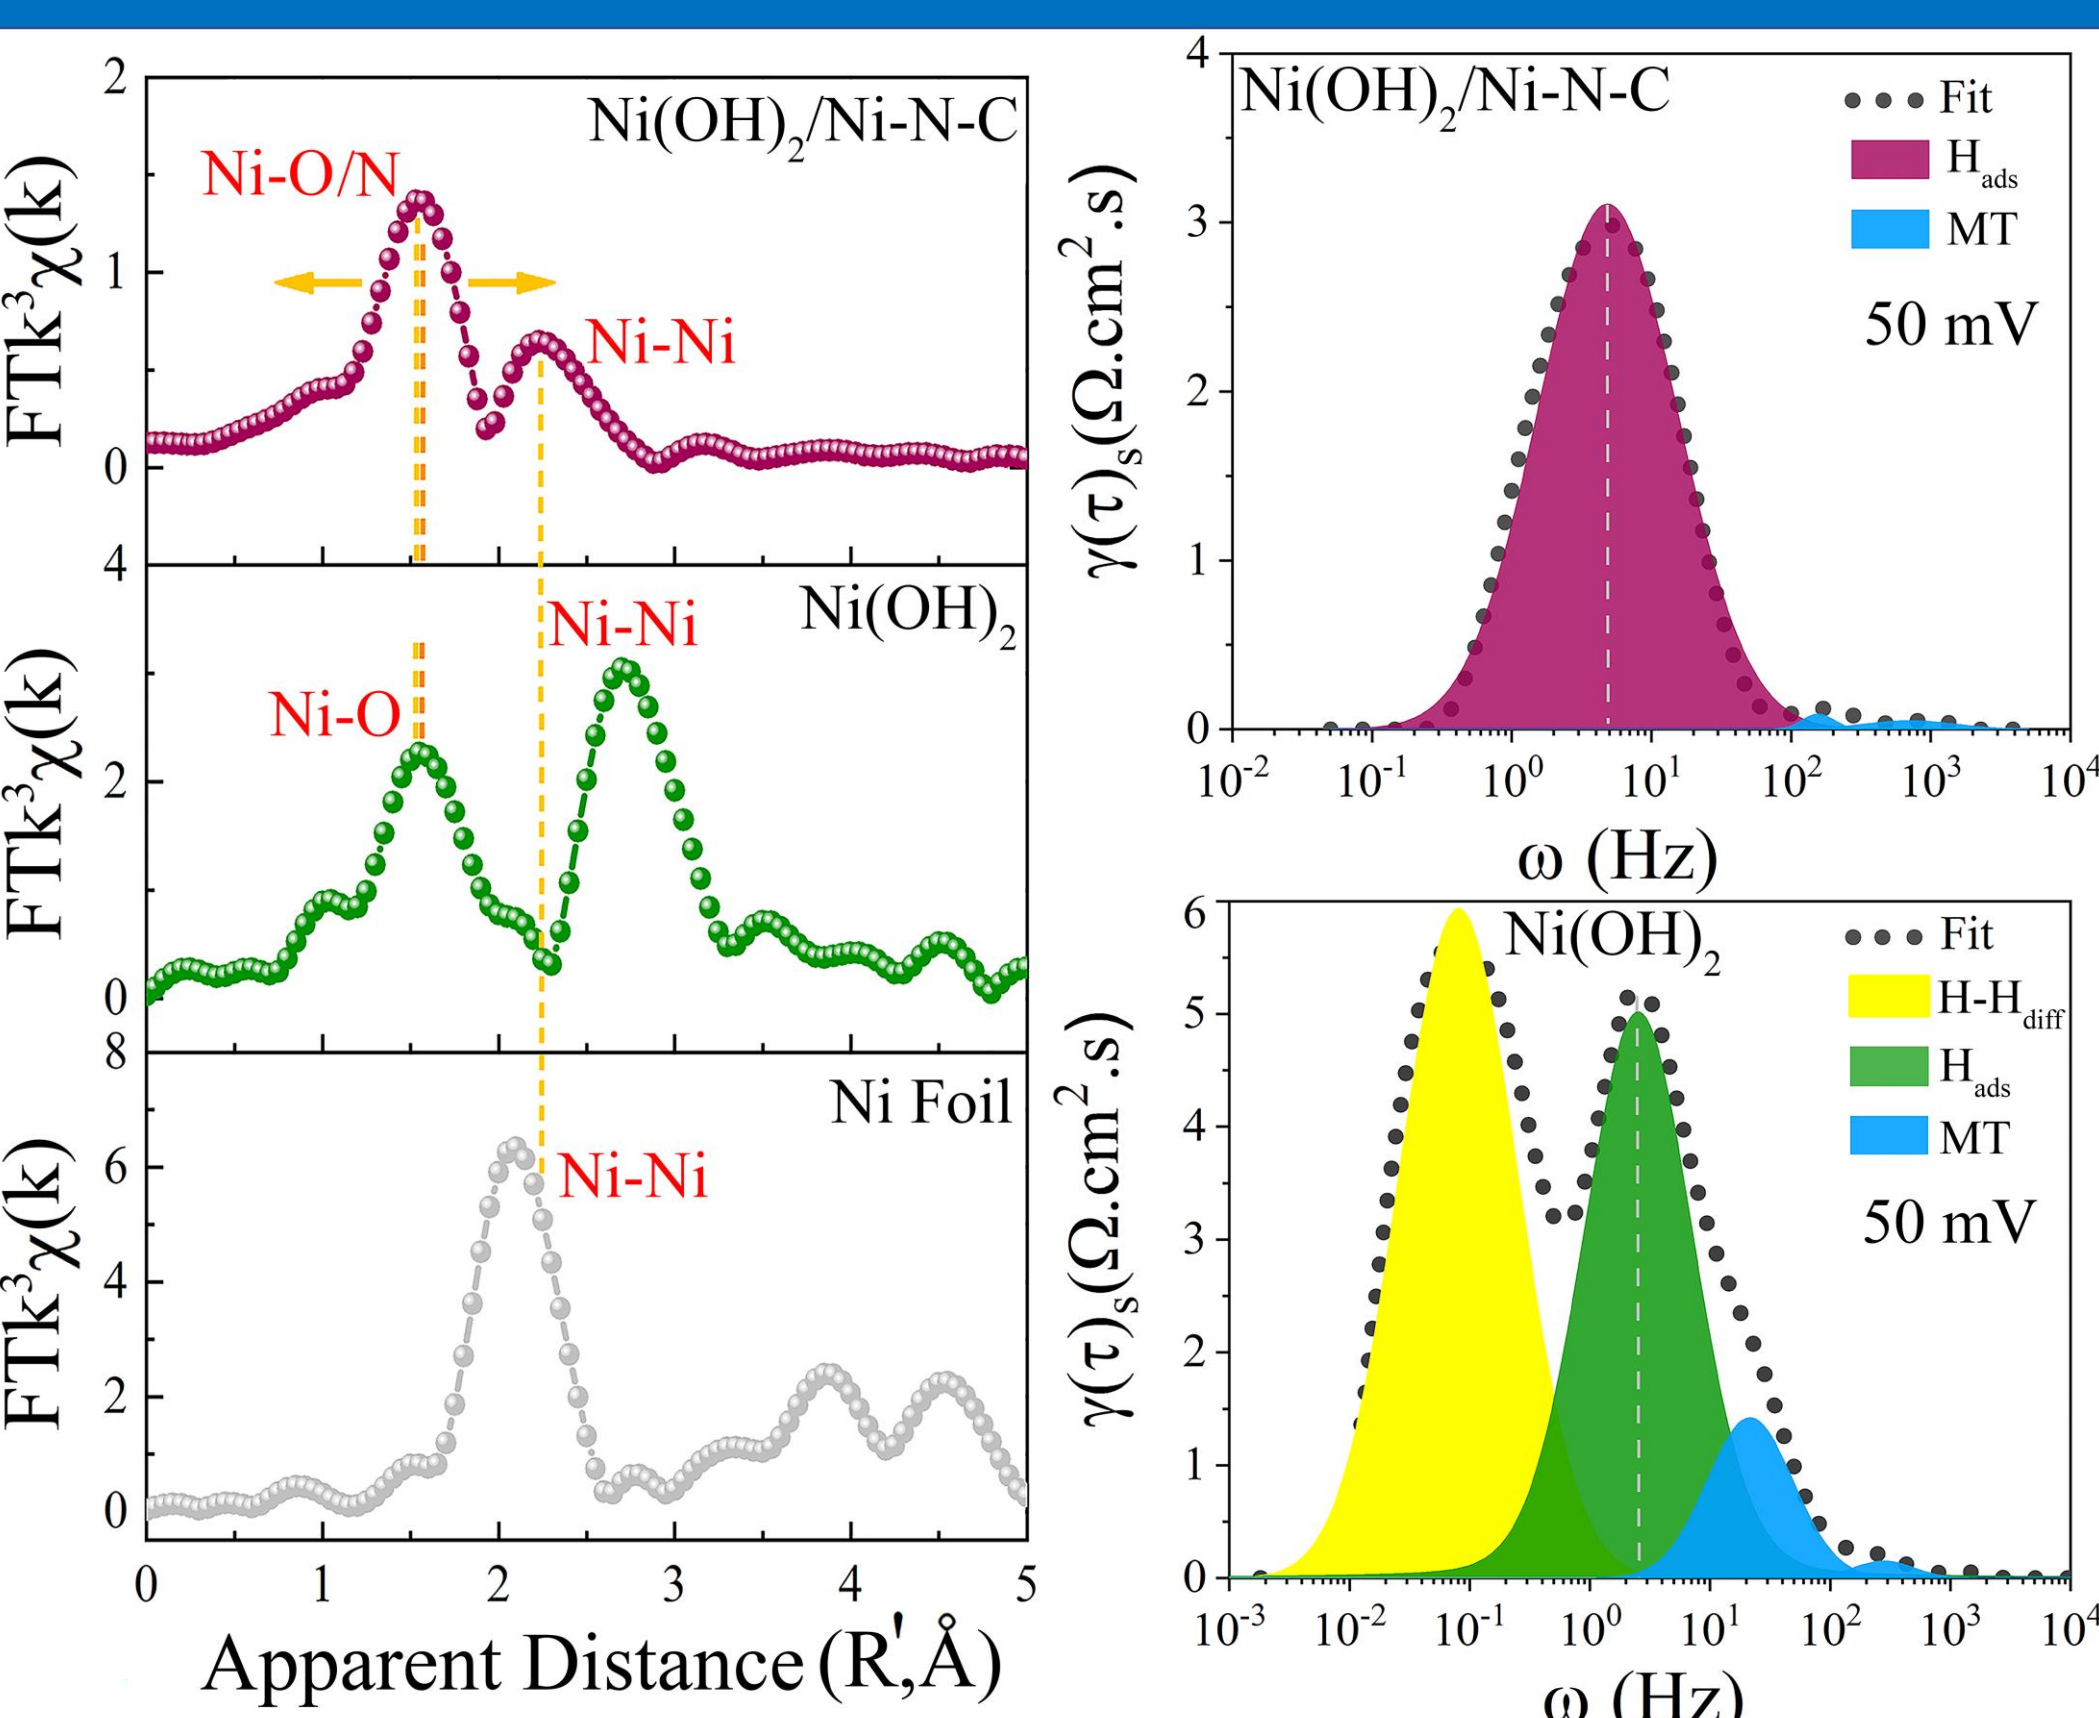 2
1
0
FTk³χ(k)
Ni(OH)₂/Ni-N-C
Ni-O/N
Ni-Ni
4
2
0
FTk³χ(k)
Ni(OH)₂
Ni-Ni
Ni-O
8
6
4
2
0
FTk³χ(k)
Ni Foil
Ni-Ni
0 1 2 3 4 5
Apparent Distance (R',Å)
4
3
2
1
0
γ(τ)ₛ(Ω.cm².s)
Ni(OH)₂/Ni-N-C
Fit
H_ads
MT
50 mV
10⁻² 10⁻¹ 10⁰ 10¹ 10² 10³ 10⁴
ω (Hz)
6
5
4
3
2
1
0
γ(τ)ₛ(Ω.cm².s)
Ni(OH)₂
Fit
H-H_diff
H_ads
MT
50 mV
10⁻³ 10⁻² 10⁻¹ 10⁰ 10¹ 10² 10³ 10⁴
ω (Hz)